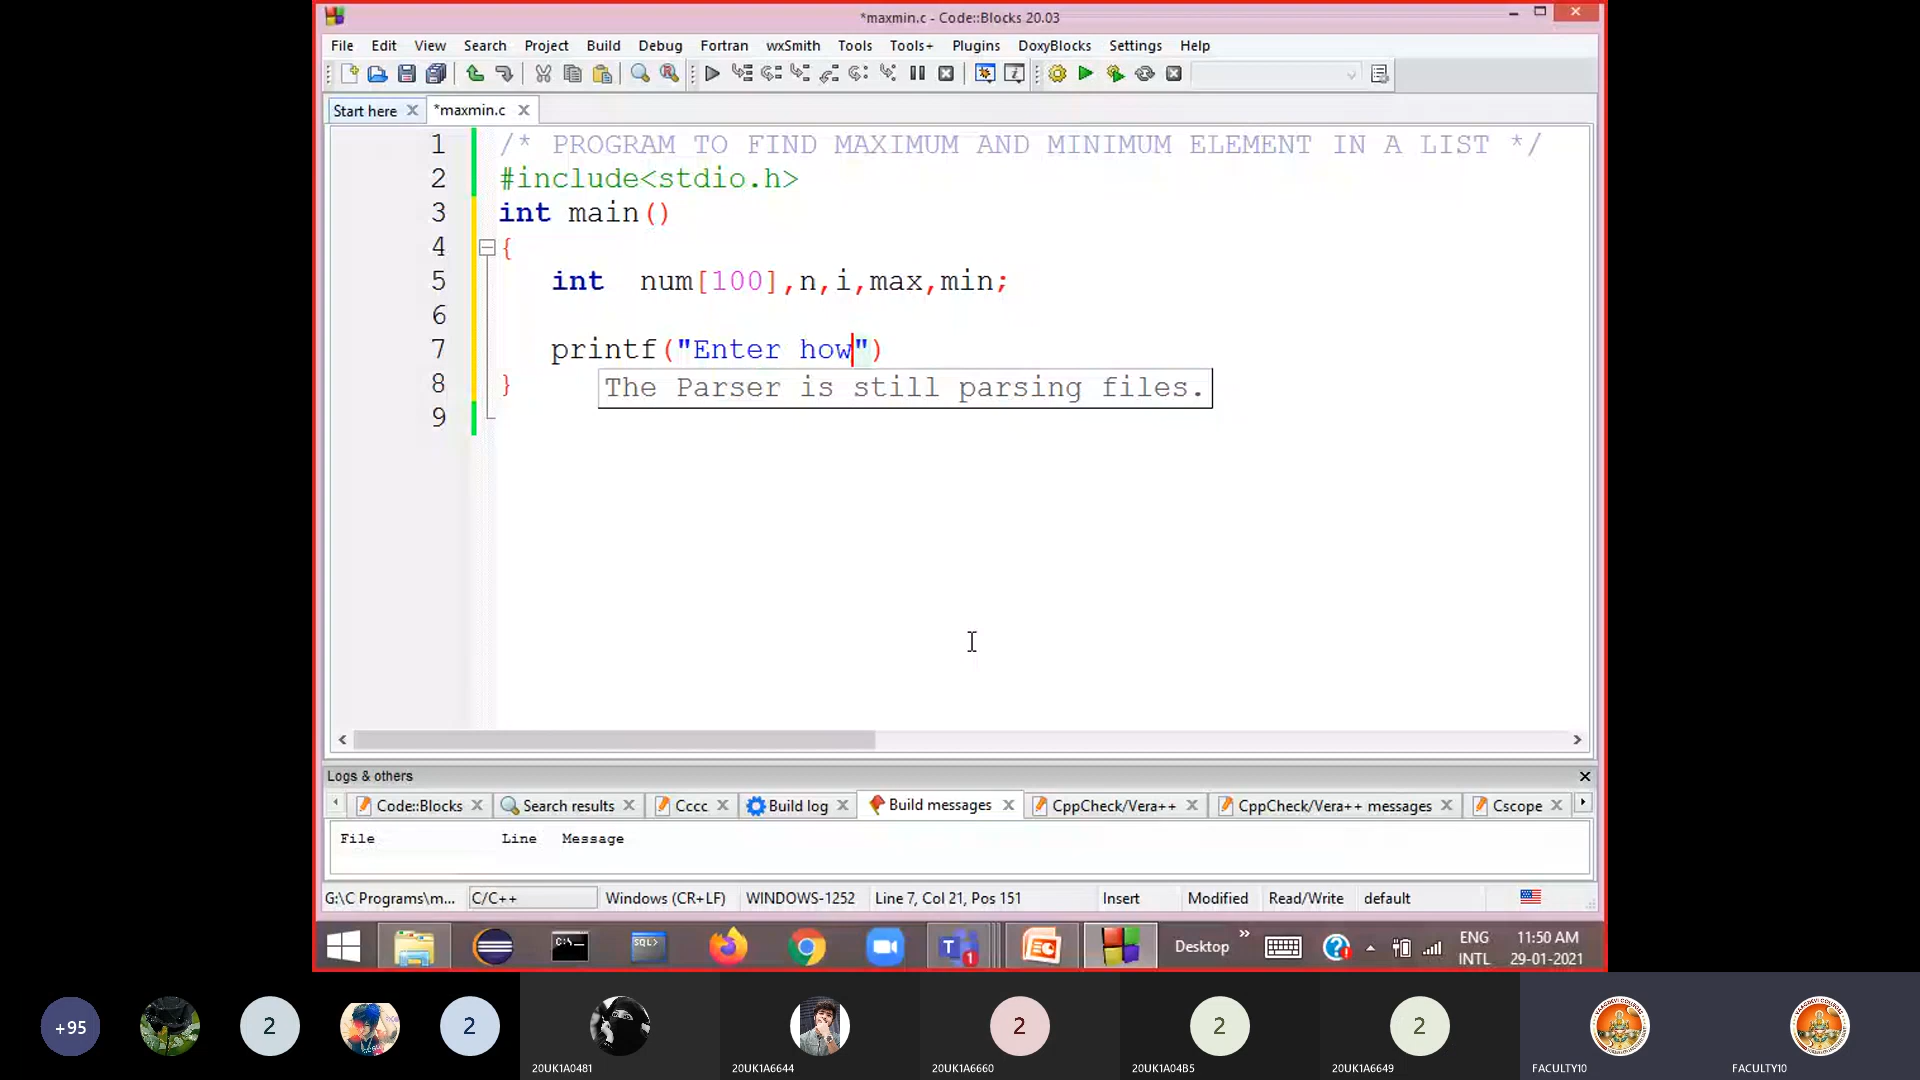 *maxmin.c - Code::Blocks 20.03
File Edit View Search Project Build Debug Fortran wxSmith Tools Tools+ Plugins DoxyBlocks Settings Help
Start here *maxmin.c
1 /* PROGRAM TO FIND MAXIMUM AND MINIMUM ELEMENT IN A LIST */
2 #include<stdio.h>
3 int main()
4 {
5 int num[100],n,i,max,min;
6
7 printf("Enter how")
8 }
The Parser is still parsing files.
9
Logs & others
Code::Blocks Search results Cccc Build log Build messages CppCheck/Vera++ CppCheck/Vera++ messages Cscope
File Line Message
G:\C Programs\m... C/C++ Windows (CR+LF) WINDOWS-1252 Line 7, Col 21, Pos 151 Insert Modified Read/Write default
Desktop ENG 11:50 AM
INTL 29-01-2021
+95 2 2 2 2 2
20UK1A0481 20UK1A6644 20UK1A6660 20UK1A04B5 20UK1A6649 FACULTY10 FACULTY10